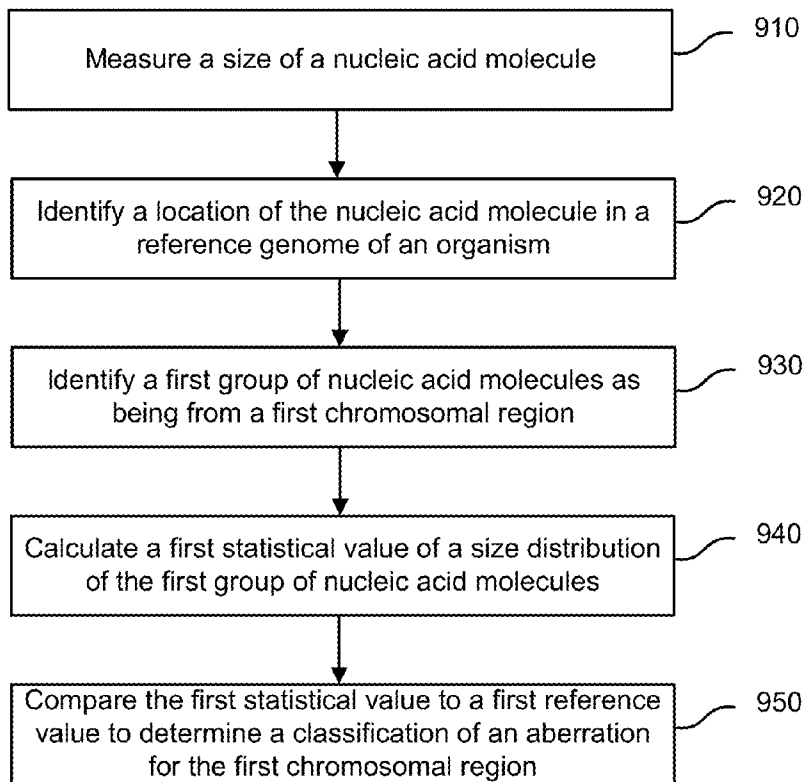 Measure a size of a nucleic acid molecule
910
Identify a location of the nucleic acid molecule in a
reference genome of an organism
920
Identify a first group of nucleic acid molecules as
being from a first chromosomal region
930
Calculate a first statistical value of a size distribution
of the first group of nucleic acid molecules
940
Compare the first statistical value to a first reference
value to determine a classification of an aberration
for the first chromosomal region
950